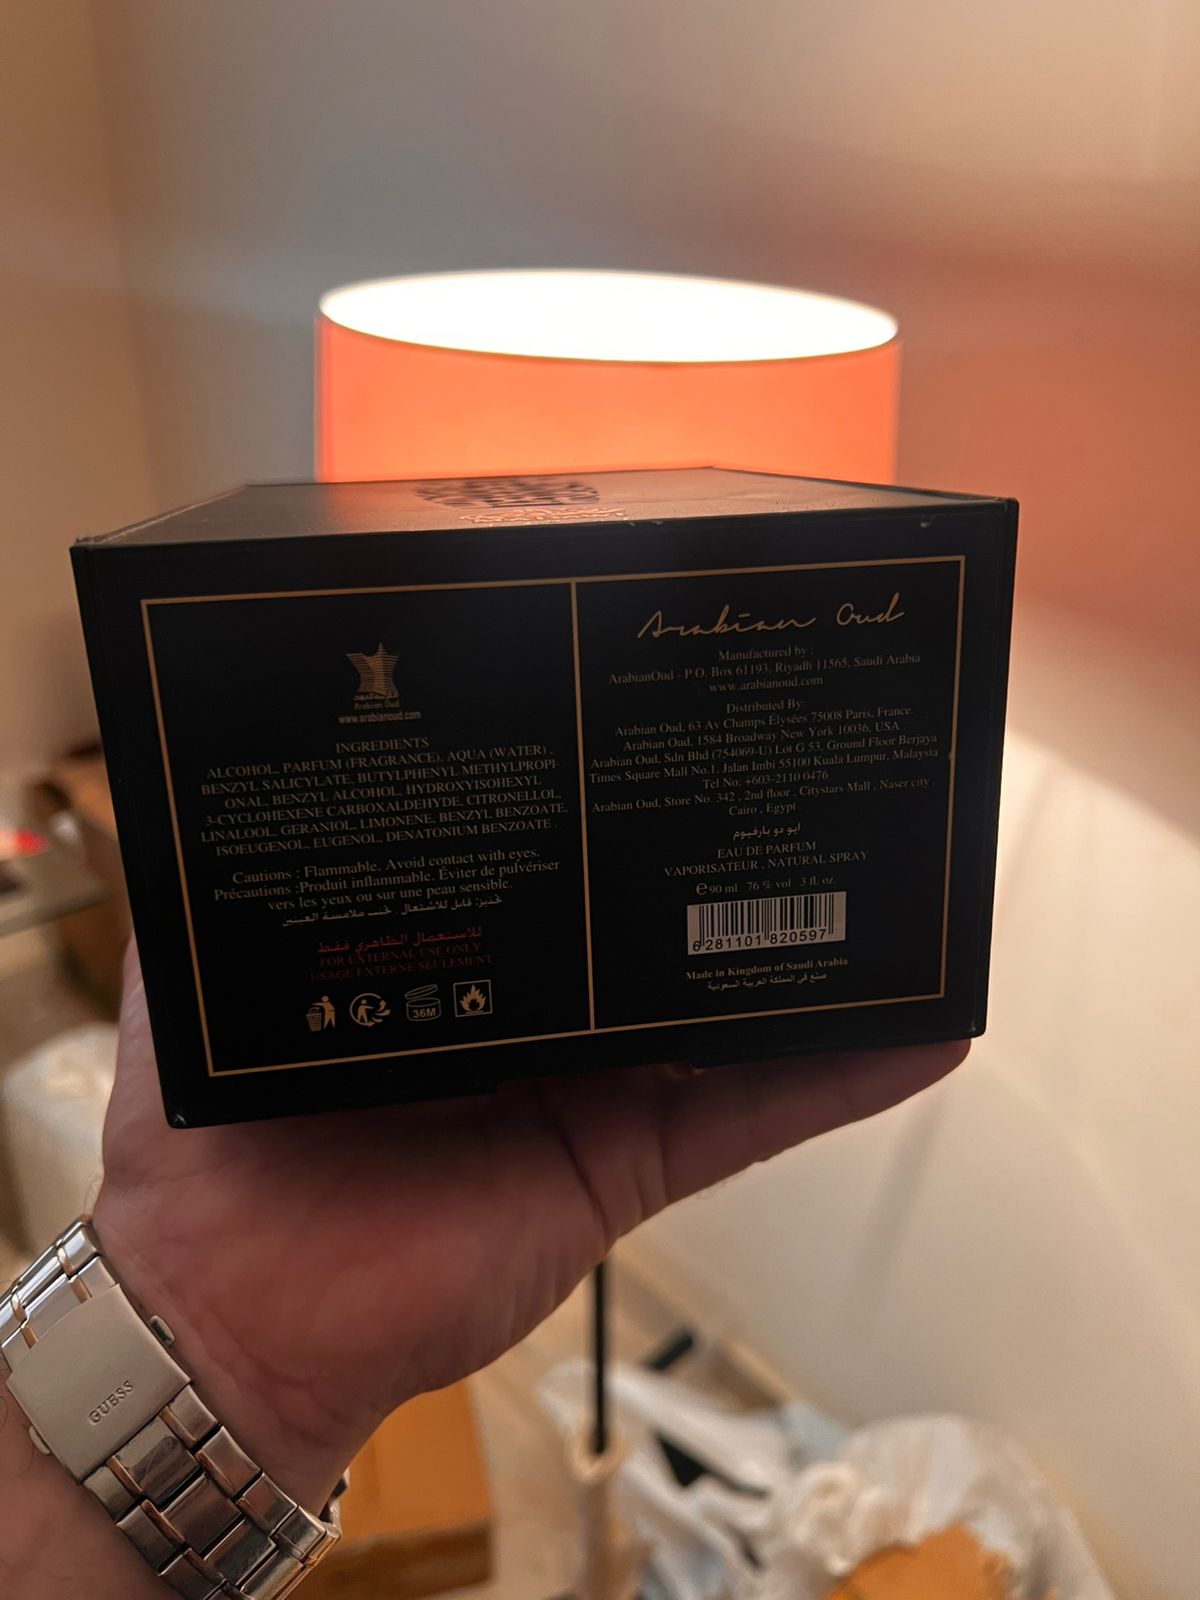 العربية للعود
Arabian Oud
www.arabianoud.com
INGREDIENTS
ALCOHOL, PARFUM (FRAGRANCE), AQUA (WATER) .
BENZYL SALICYLATE, BUTYLPHENYL METHYLPROPI-
ONAL, BENZYL ALCOHOL, HYDROXYISOHEXYL
3-CYCLOHEXENE CARBOXALDEHYDE, CITRONELLOL,
LINALOOL, GERANIOL, LIMONENE, BENZYL BENZOATE,
ISOEUGENOL, EUGENOL, DENATONIUM BENZOATE .
Cautions : Flammable. Avoid contact with eyes.
Précautions :Produit inflammable. Éviter de pulvériser
vers les yeux ou sur une peau sensible.
تحذير: قابل للاشتعال . تجنب ملامسة العينين
للاستعمال الظاهري فقط
FOR EXTERNAL USE ONLY
USAGE EXTERNE SEULEMENT
36M
Arabian Oud
Manufactured by :
ArabianOud - P.O. Box 61193, Riyadh 11565, Saudi Arabia
www.arabianoud.com
Distributed By:
Arabian Oud, 63 Av Champs Élysées 75008 Paris, France.
Arabian Oud, 1584 Broadway New York 10036, USA .
Arabian Oud, Sdn Bhd (754069-U) Lot G 53, Ground Floor Berjaya
Times Square Mall No.1, Jalan Imbi 55100 Kuala Lumpur, Malaysia
Tel No: +603-2110 0476
Arabian Oud, Store No. 342 , 2nd floor , Citystars Mall , Naser city ,
Cairo , Egypt .
ايو دو بارفيوم
EAU DE PARFUM
VAPORISATEUR . NATURAL SPRAY
℮ 90 ml 76 % vol 3 fl. oz.
6 281101 820597
Made in Kingdom of Saudi Arabia
صنع في المملكة العربية السعودية
GUESS